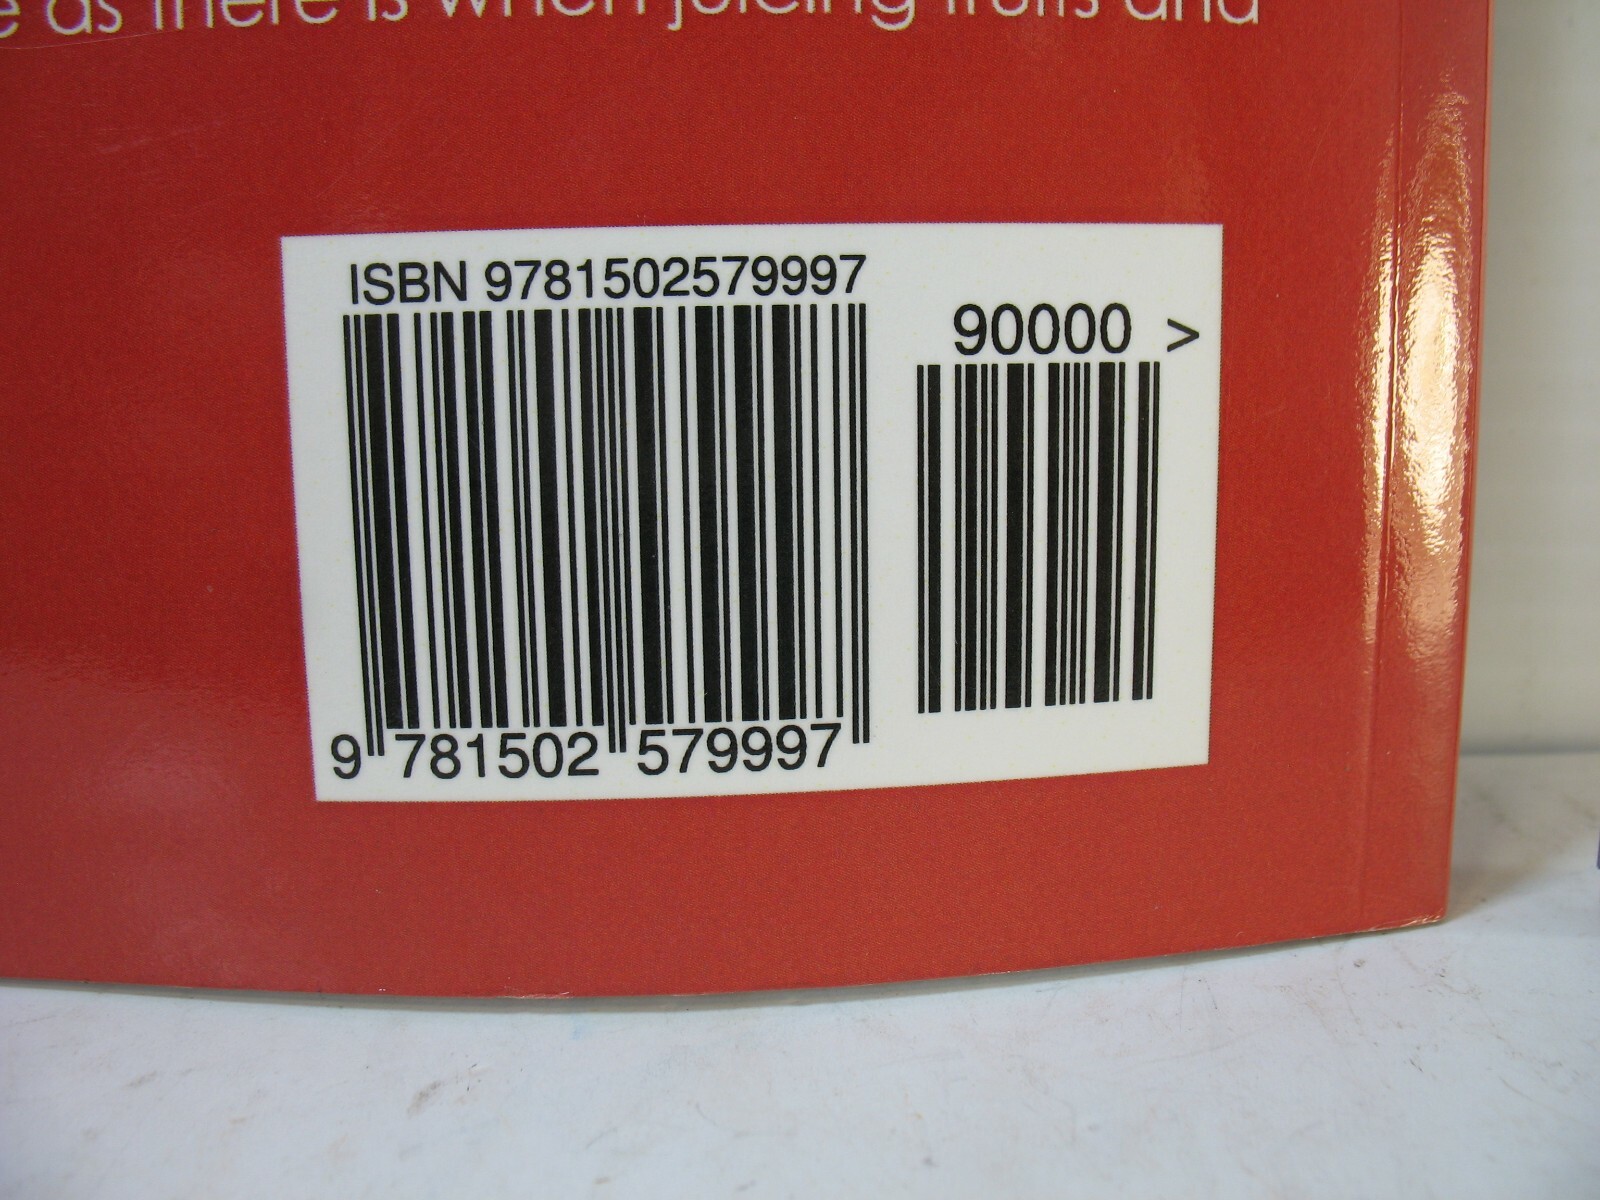 as there is when juicing fruits and
ISBN 9781502579997
90000 >
9 781502 579997